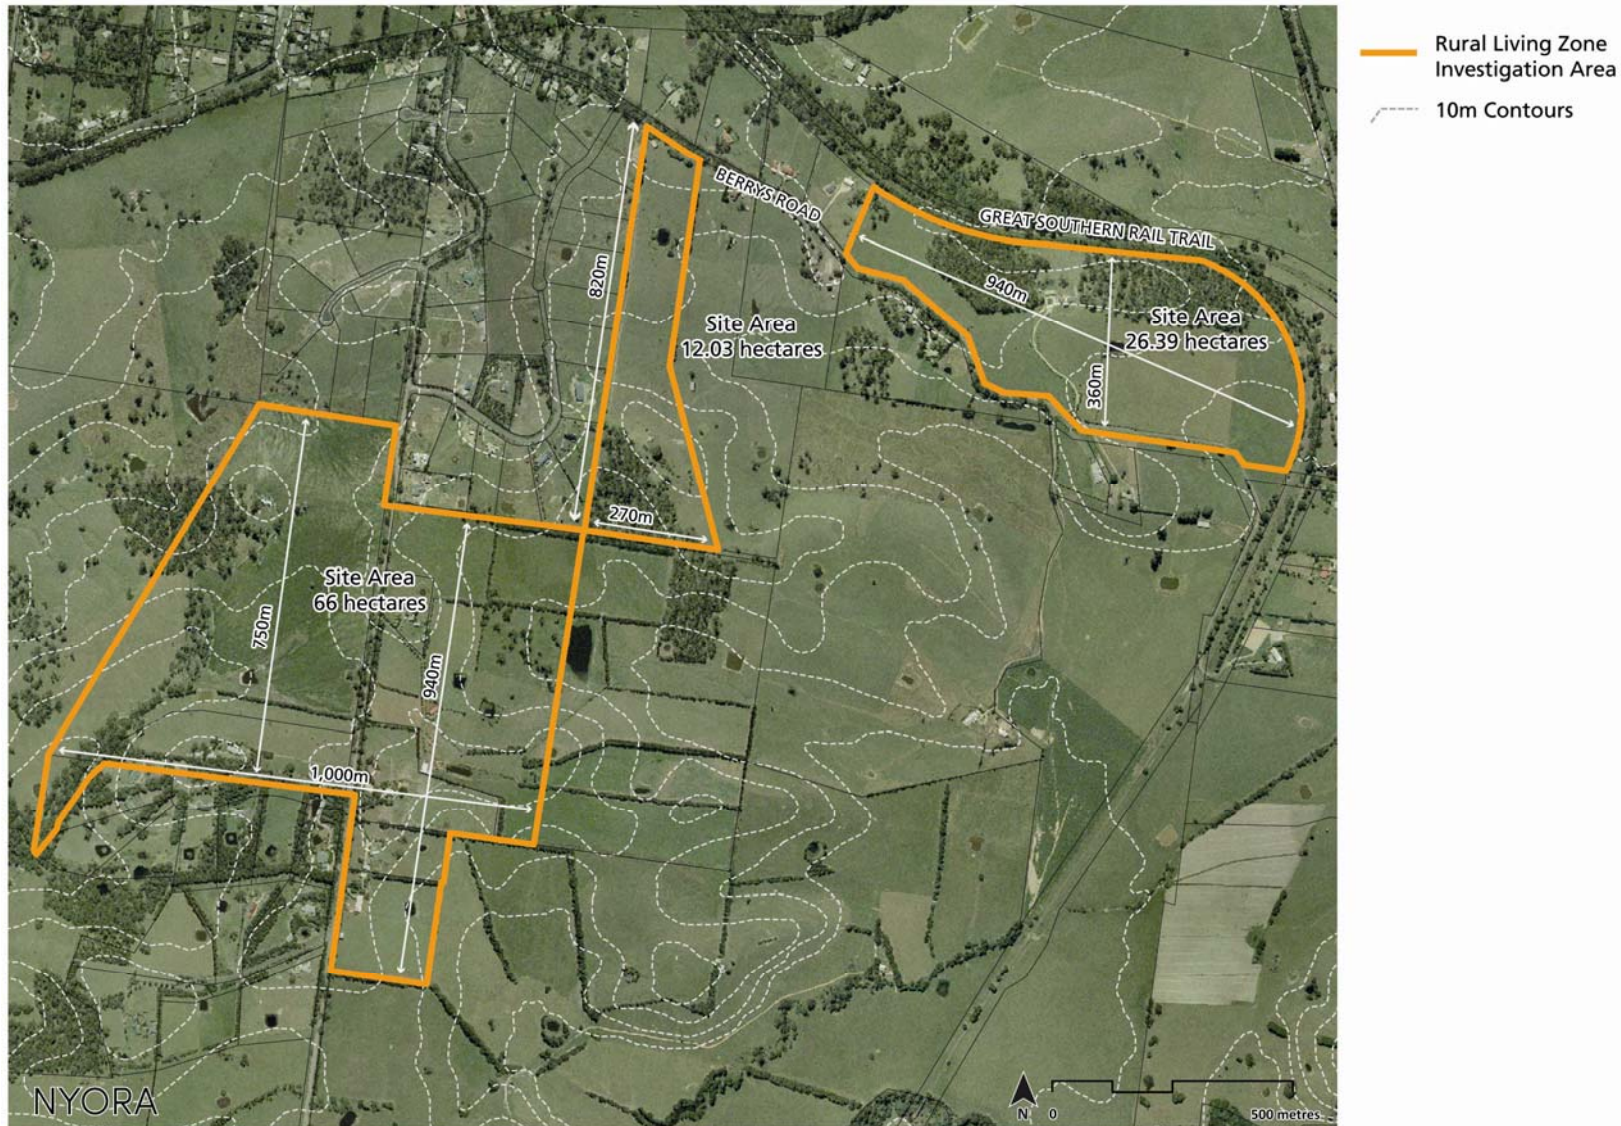 Rural Living Zone
Investigation Area
10m Contours
BERRYS ROAD
GREAT SOUTHERN RAIL TRAIL
820m
940m
Site Area
12.03 hectares
Site Area
26.39 hectares
360m
270m
Site Area
66 hectares
750m
940m
1,000m
NYORA
N
0
500 metres